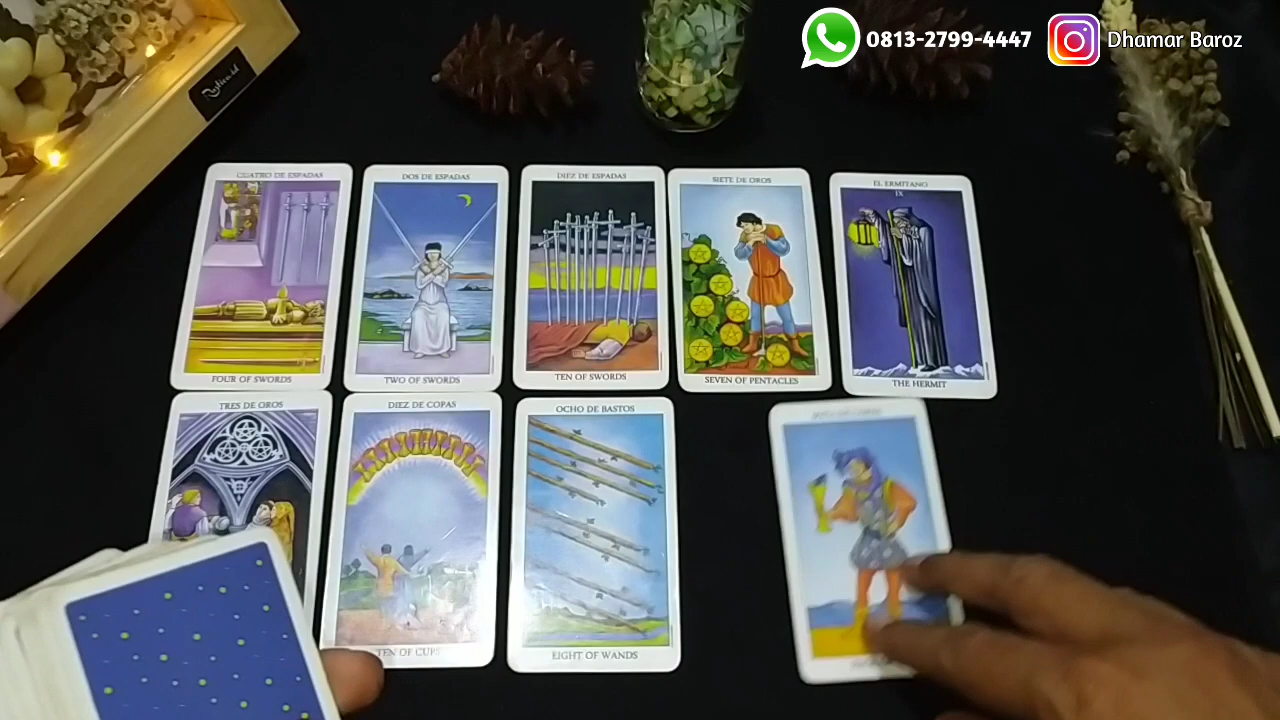 0813-2799-4447
Dhamar Baroz
CUATRO DE ESPADAS
FOUR OF SWORDS
DOS DE ESPADAS
TWO OF SWORDS
DIEZ DE ESPADAS
TEN OF SWORDS
SIETE DE OROS
SEVEN OF PENTACLES
EL ERMITANO
IX
THE HERMIT
TRES DE OROS
DIEZ DE COPAS
TEN OF CUPS
OCHO DE BASTOS
EIGHT OF WANDS